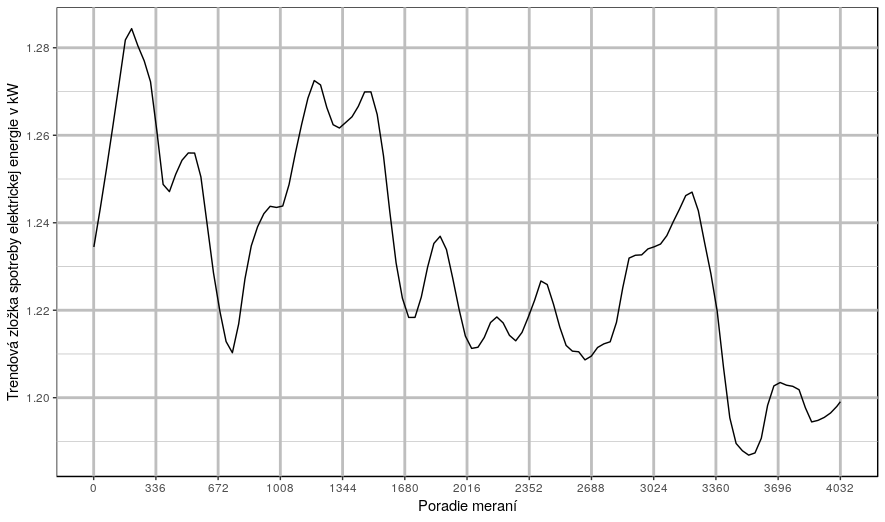 Trendová zložka spotreby elektrickej energie v kW
1.28
1.26
1.24
1.22
1.20
0 336 672 1008 1344 1680 2016 2352 2688 3024 3360 3696 4032
Poradie meraní